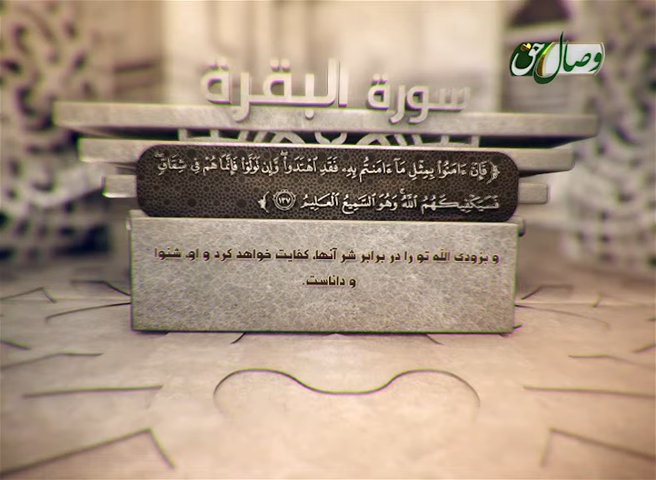 وصال حق
سورة البقرة
﴿ فَإِنْ ءَامَنُوا۟ بِمِثْلِ مَآ ءَامَنتُم بِهِۦ فَقَدِ ٱهْتَدَوا۟ وَّإِن تَوَلَّوْا۟ فَإِنَّمَا هُمْ فِى شِقَاقٍ
فَسَيَكْفِيكَهُمُ ٱللَّهُ وَهُوَ ٱلسَّمِيعُ ٱلْعَلِيمُ ١٣٧ ﴾
و بزودی الله تو را در برابر شر آنها، کفایت خواهد کرد و او، شنوا
و داناست.